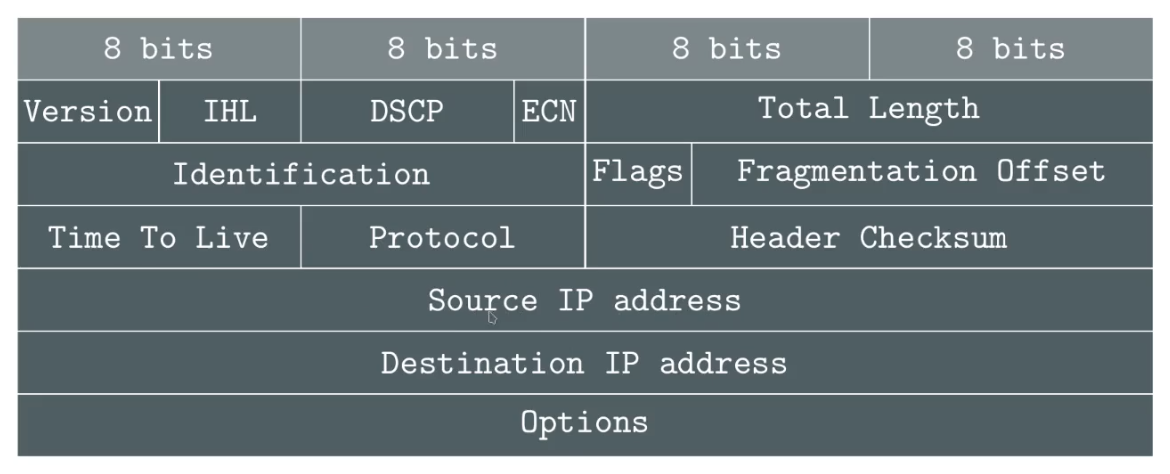 8 bits 8 bits 8 bits 8 bits
Version IHL DSCP ECN Total Length
Identification Flags Fragmentation Offset
Time To Live Protocol Header Checksum
Source IP address
Destination IP address
Options